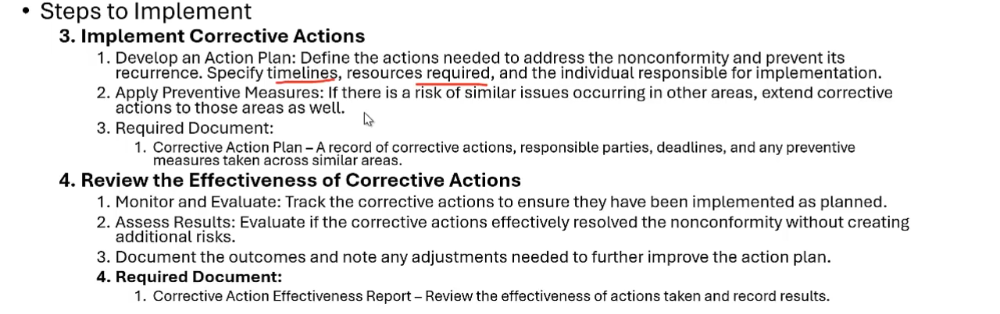 • Steps to Implement
3. Implement Corrective Actions
1. Develop an Action Plan: Define the actions needed to address the nonconformity and prevent its
recurrence. Specify timelines, resources required, and the individual responsible for implementation.
2. Apply Preventive Measures: If there is a risk of similar issues occurring in other areas, extend corrective
actions to those areas as well.
3. Required Document:
1. Corrective Action Plan – A record of corrective actions, responsible parties, deadlines, and any preventive
measures taken across similar areas.
4. Review the Effectiveness of Corrective Actions
1. Monitor and Evaluate: Track the corrective actions to ensure they have been implemented as planned.
2. Assess Results: Evaluate if the corrective actions effectively resolved the nonconformity without creating
additional risks.
3. Document the outcomes and note any adjustments needed to further improve the action plan.
4. Required Document:
1. Corrective Action Effectiveness Report – Review the effectiveness of actions taken and record results.